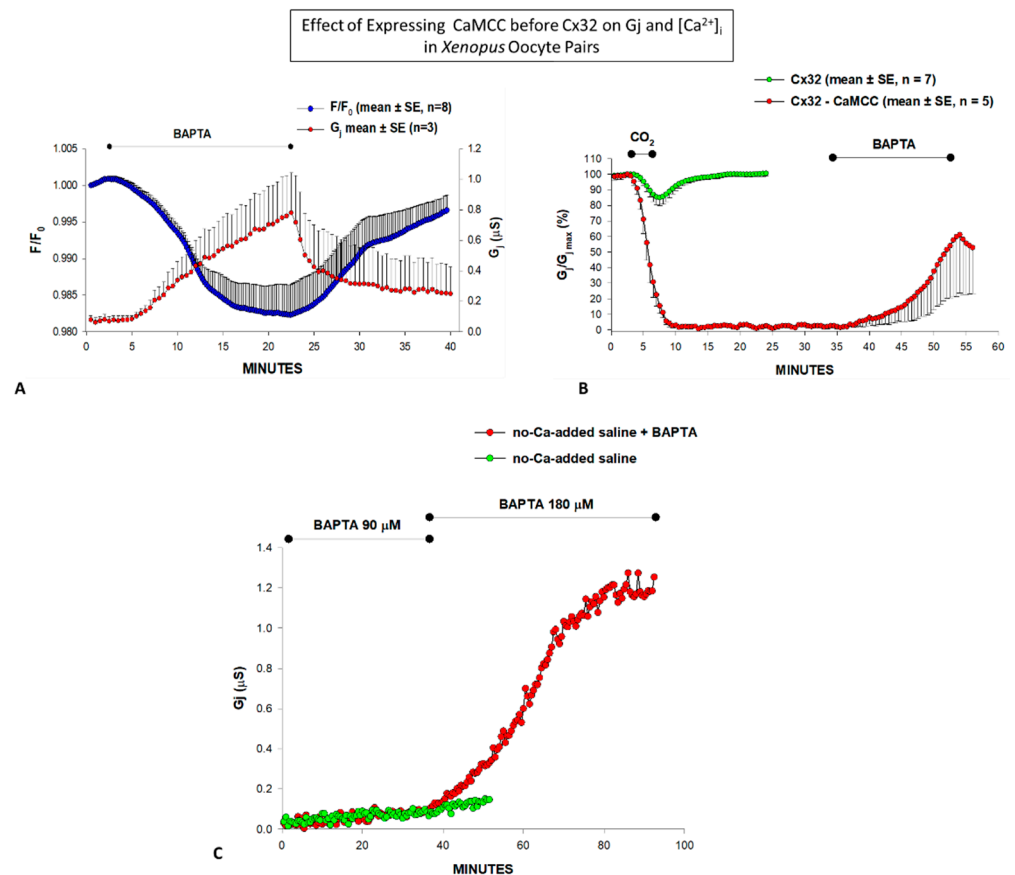 Effect of Expressing CaMCC before Cx32 on Gj and [Ca²⁺]ᵢ
in Xenopus Oocyte Pairs
F/F₀ (mean ± SE, n=8)
Gⱼ mean ± SE (n=3)
BAPTA
1.005
1.000
0.995
0.990
0.985
0.980
F/F₀
1.2
1.0
0.8
0.6
0.4
0.2
0.0
Gⱼ (µS)
0 5 10 15 20 25 30 35 40
MINUTES
A
Cx32 (mean ± SE, n = 7)
Cx32 - CaMCC (mean ± SE, n = 5)
CO₂
BAPTA
110
100
90
80
70
60
50
40
30
20
10
0
Gⱼ/Gⱼ max (%)
0 5 10 15 20 25 30 35 40 45 50 55 60
MINUTES
B
no-Ca-added saline + BAPTA
no-Ca-added saline
BAPTA 180 µM
BAPTA 90 µM
1.4
1.2
1.0
0.8
0.6
0.4
0.2
0.0
Gj (µS)
0 20 40 60 80 100
MINUTES
C